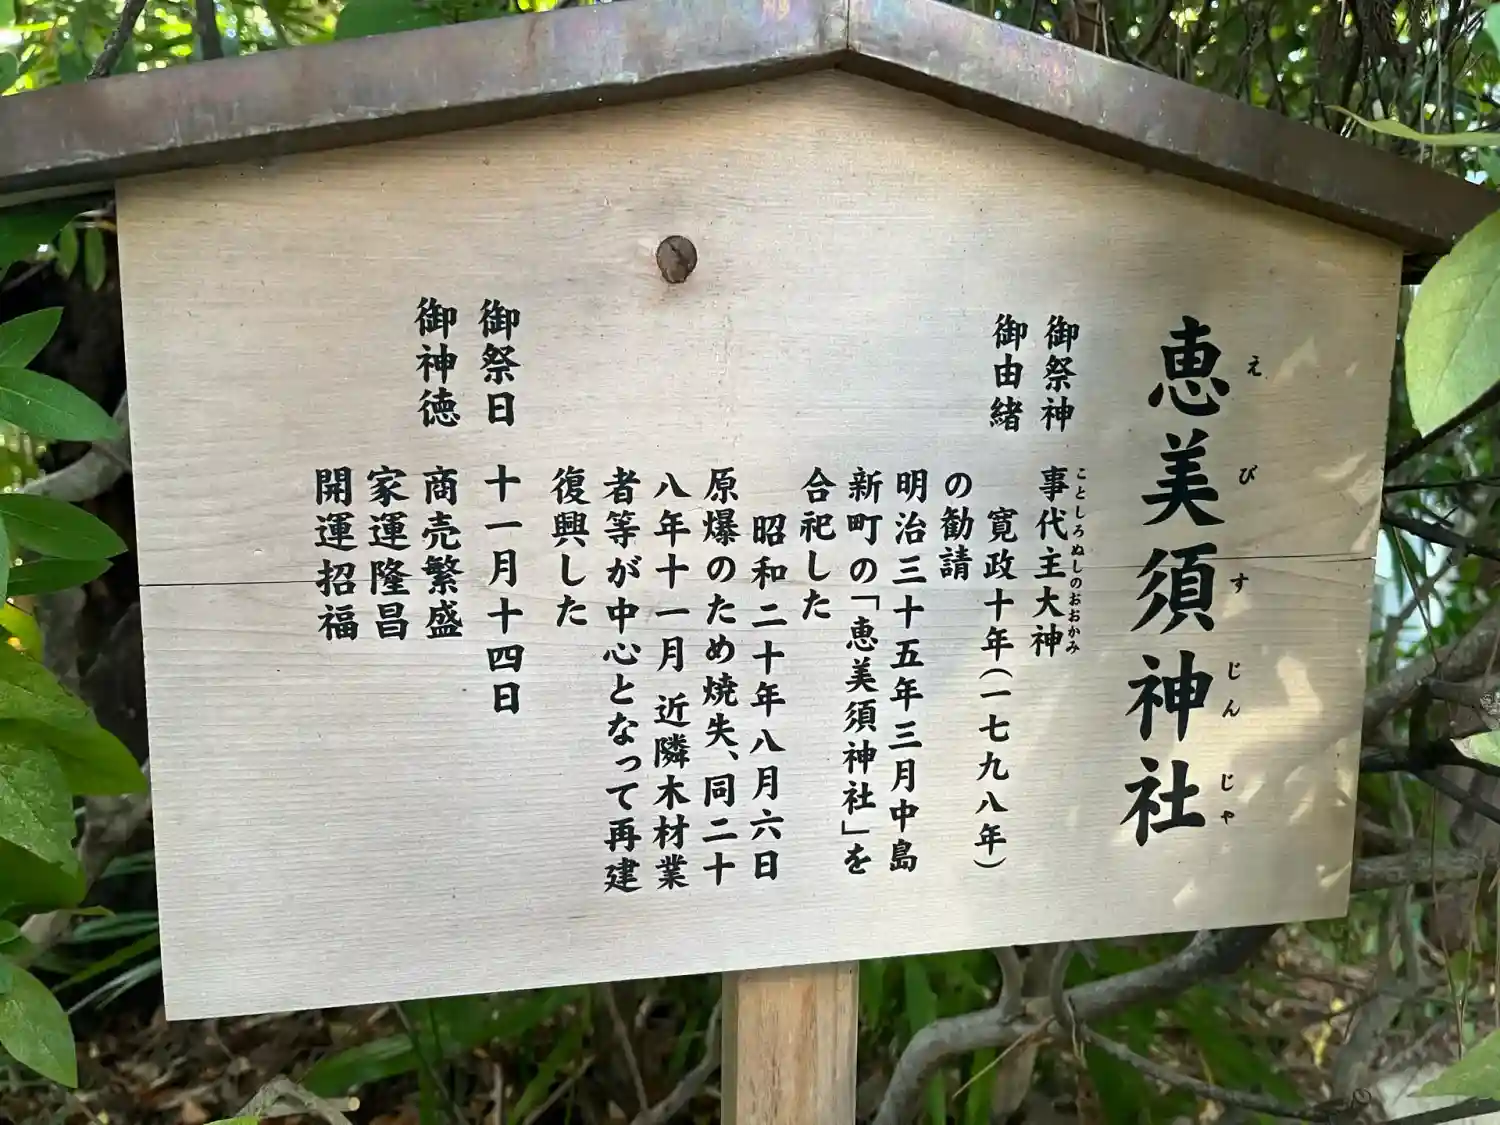 恵美須神社
えびすじんじゃ
御祭神 事代主大神
ことしろぬしのおおかみ
御由緒 寛政十年(一七九八年)
の勧請
明治三十五年三月中島
新町の「恵美須神社」を
合祀した
昭和二十年八月六日
原爆のため焼失、同二十
八年十一月 近隣木材業
者等が中心となって再建
復興した
御祭日 十一月十四日
御神徳 商売繁盛
家運隆昌
開運招福